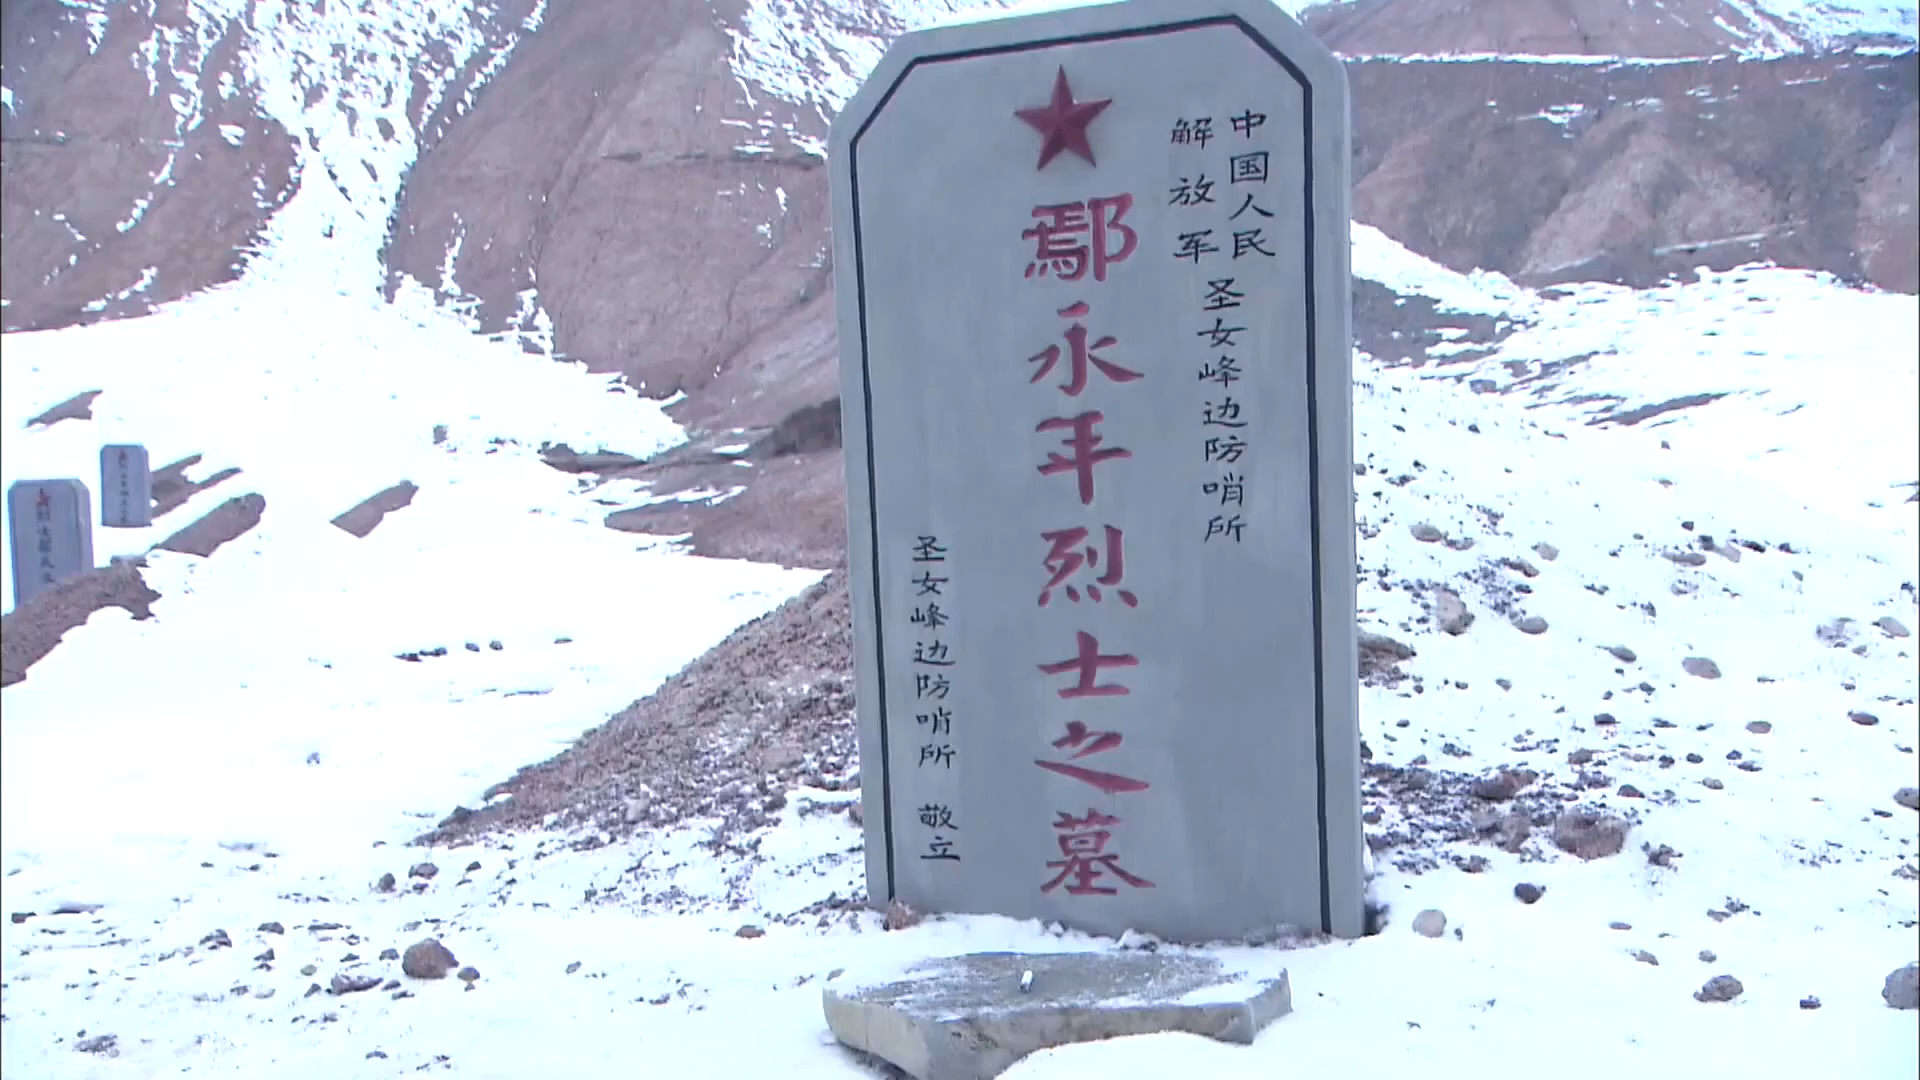 中国人民
解放军
圣女峰边防哨所
鄢永年烈士之墓
圣女峰边防哨所 敬立